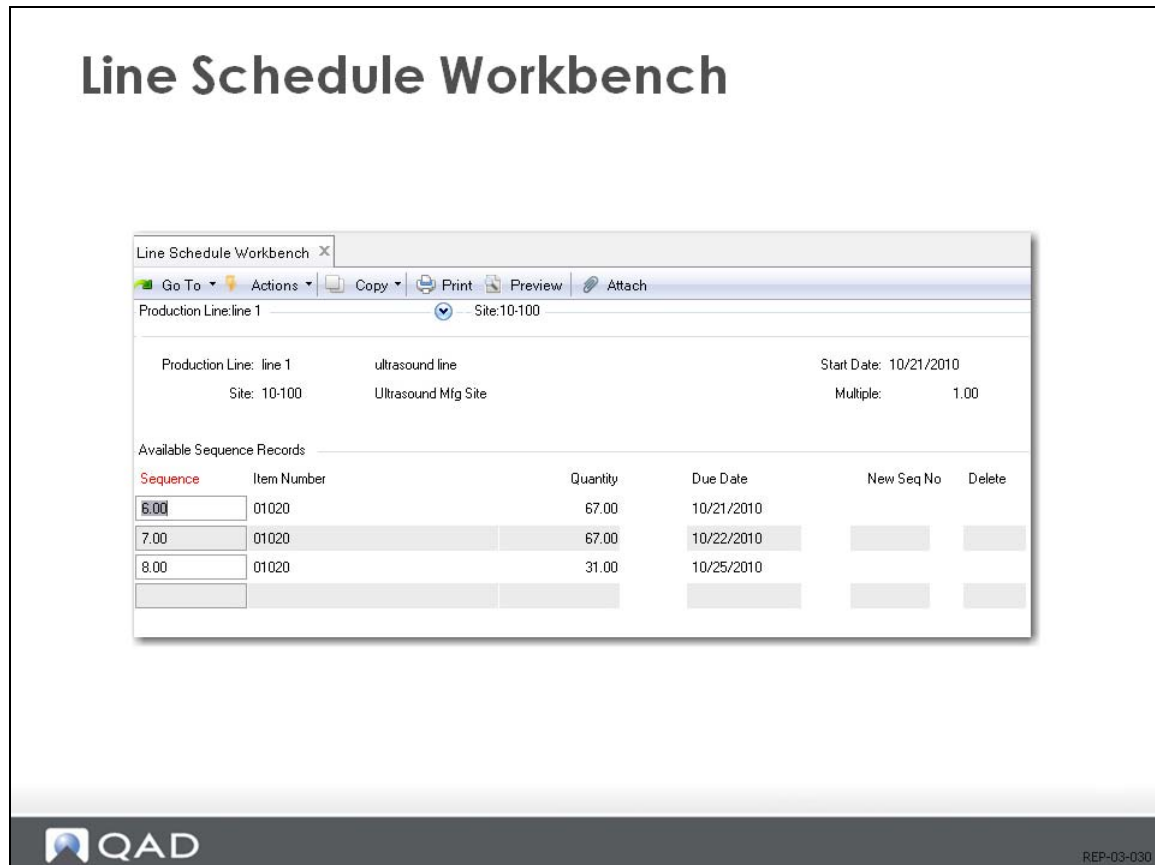 Line Schedule Workbench
Line Schedule Workbench
Go To Actions Copy Print Preview Attach
Production Line:line 1 Site:10-100
Production Line: line 1 ultrasound line Start Date: 10/21/2010
Site: 10-100 Ultrasound Mfg Site Multiple: 1.00
Available Sequence Records
Sequence Item Number Quantity Due Date New Seq No Delete
6.00 01020 67.00 10/21/2010
7.00 01020 67.00 10/22/2010
8.00 01020 31.00 10/25/2010
QAD
REP-03-030